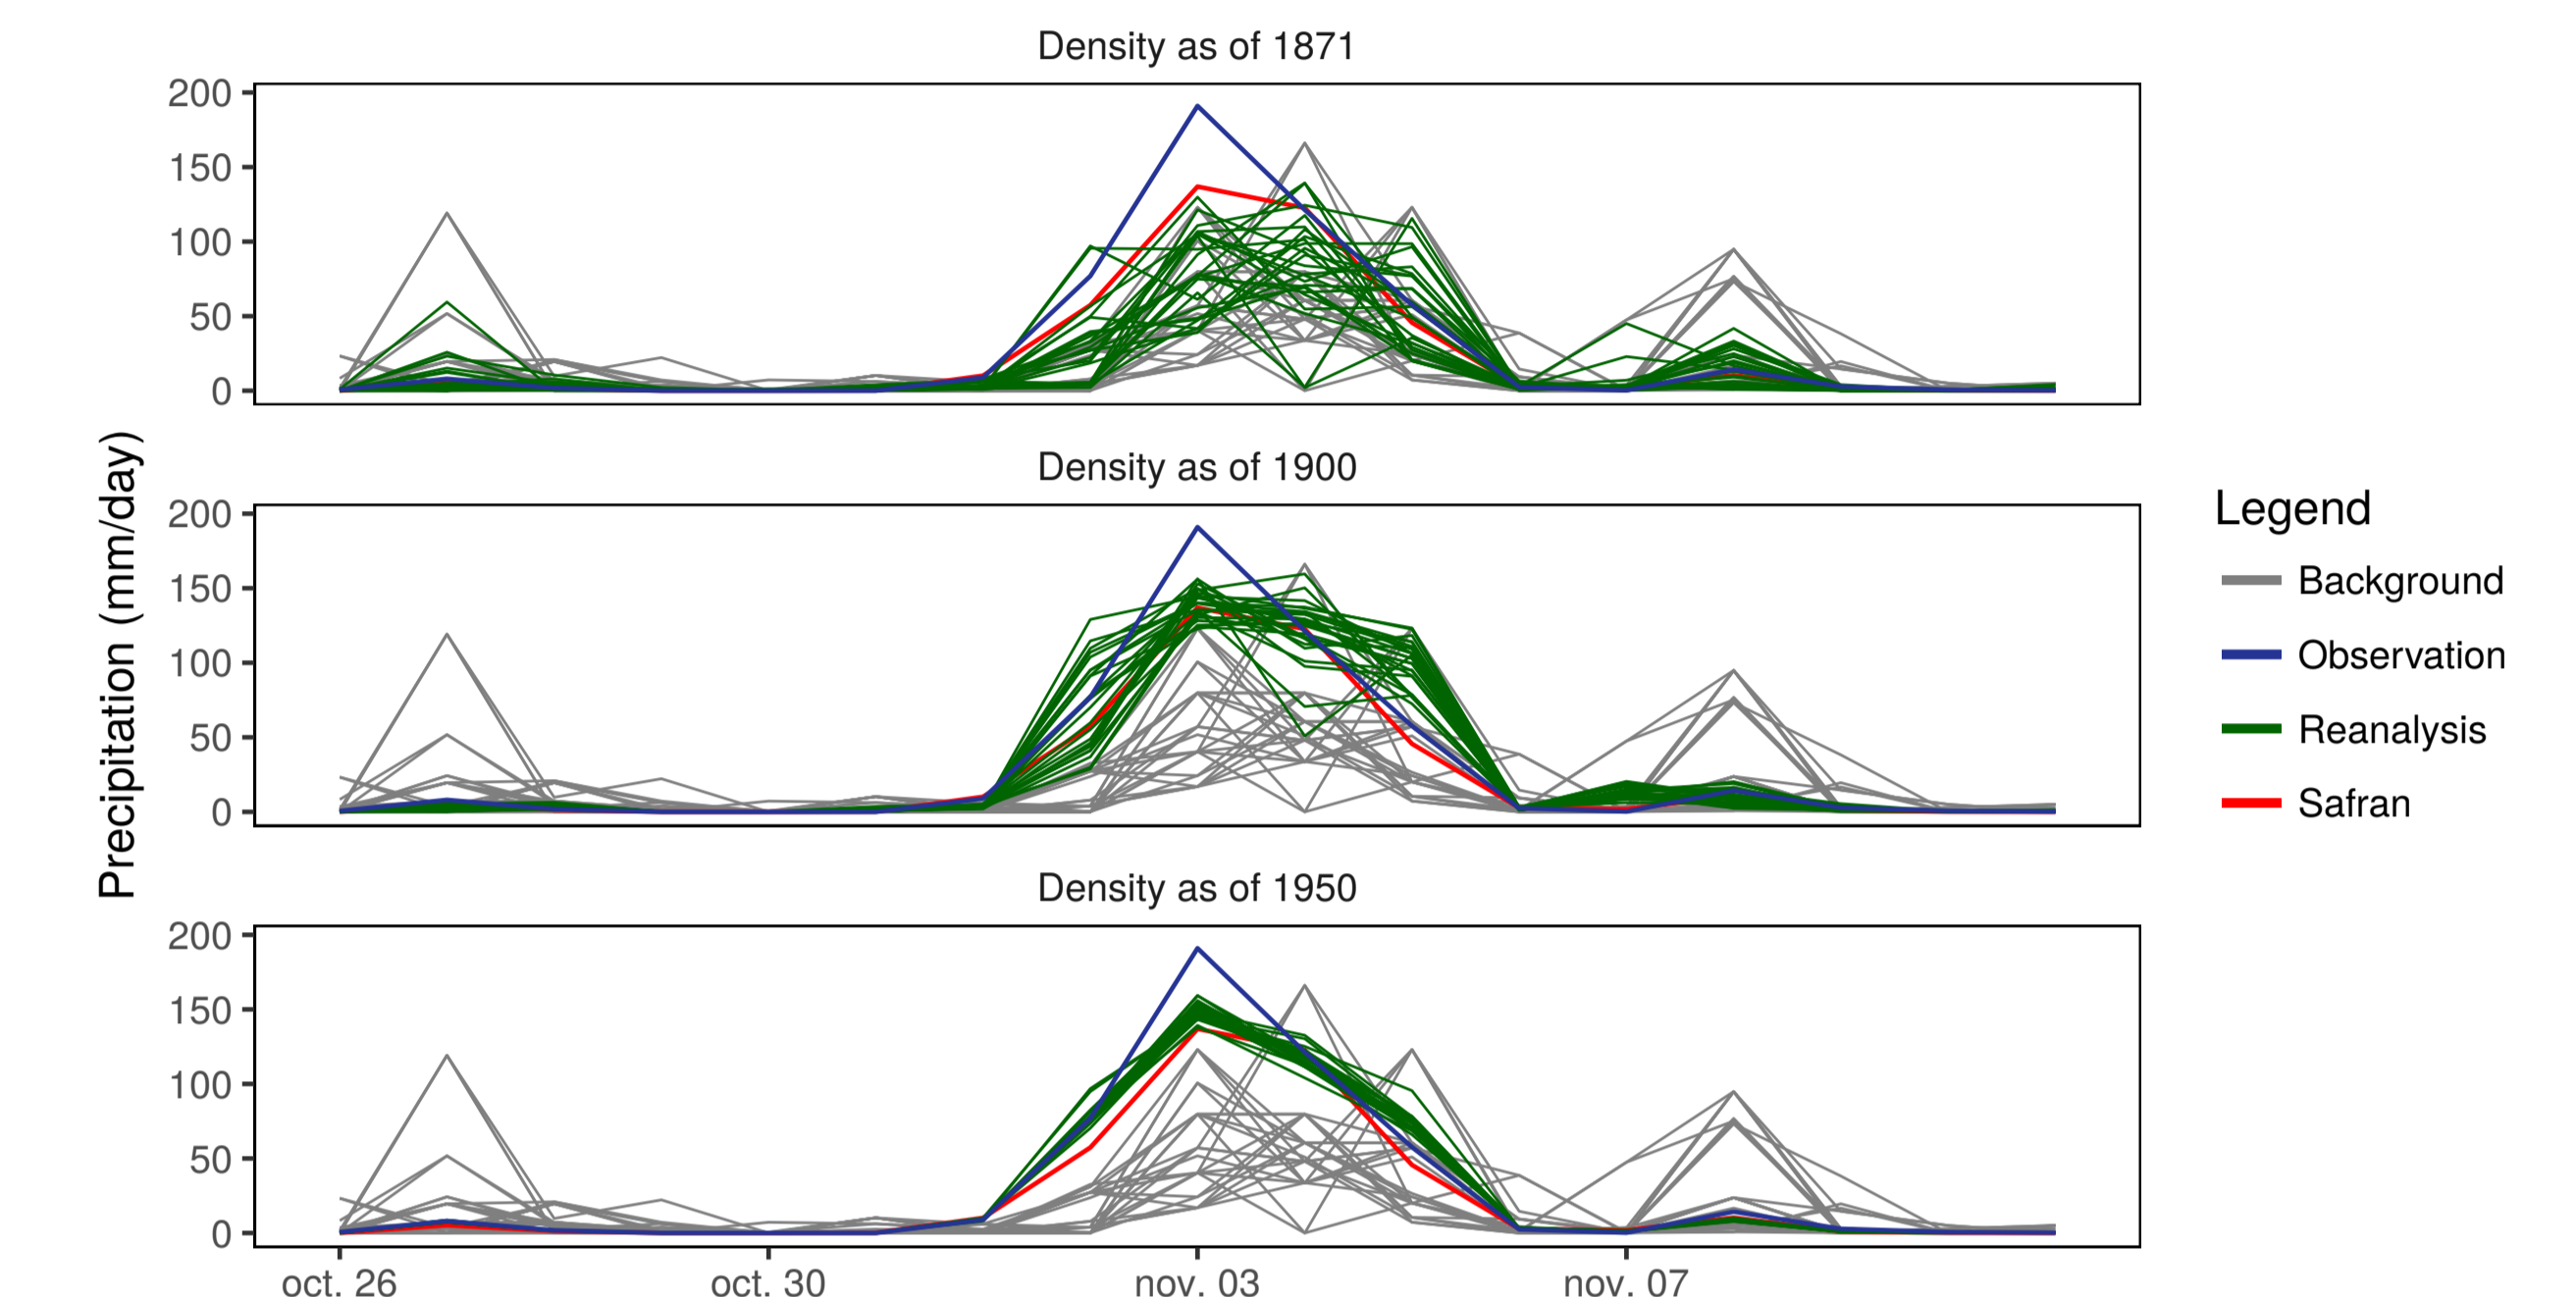 Density as of 1871
200
150
100
50
0
Density as of 1900
200
150
100
50
0
Density as of 1950
200
150
100
50
0
oct. 26 oct. 30 nov. 03 nov. 07
Precipitation (mm/day)
Legend
Background
Observation
Reanalysis
Safran